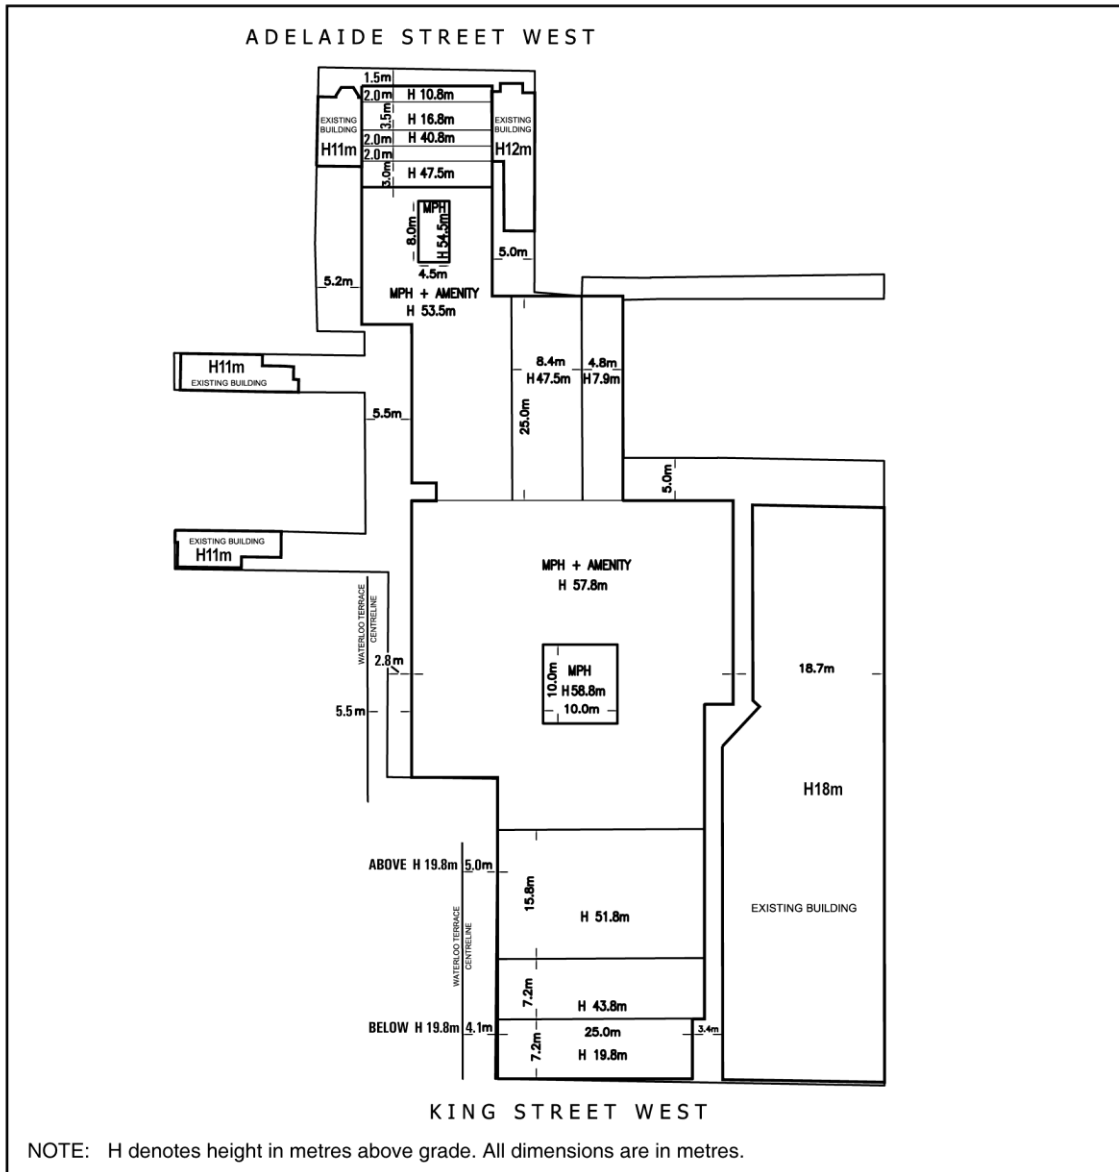 ADELAIDE STREET WEST
1.5m
2.0m H 10.8m
3.5m H 16.8m
EXISTING
BUILDING
H11m
EXISTING
BUILDING
H12m
2.0m H 40.8m
2.0m
3.0m H 47.5m
MPH
8.0m
H 54.5m
4.5m
5.0m
5.2m
MPH + AMENITY
H 53.5m
H11m
EXISTING BUILDING
8.4m 4.8m
H47.5m H7.9m
25.0m
5.5m
5.0m
EXISTING BUILDING
H11m
MPH + AMENITY
H 57.8m
WATERLOO TERRACE
CENTRELINE
2.8m
10.0m
MPH
H58.8m
10.0m
18.7m
5.5m
H18m
ABOVE H 19.8m 5.0m
15.8m
H 51.8m
EXISTING BUILDING
WATERLOO TERRACE
CENTRELINE
7.2m
H 43.8m
BELOW H 19.8m 4.1m
25.0m
3.4m
7.2m
H 19.8m
KING STREET WEST
NOTE: H denotes height in metres above grade. All dimensions are in metres.